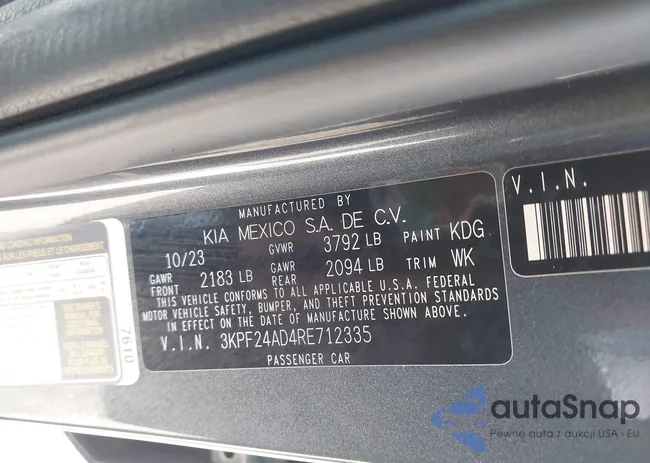 MANUFACTURED BY
KIA MEXICO S.A. DE C.V.
10/23 GVWR 3792 LB PAINT KDG
GAWR FRONT 2183 LB GAWR REAR 2094 LB TRIM WK
THIS VEHICLE CONFORMS TO ALL APPLICABLE U.S.A. FEDERAL
MOTOR VEHICLE SAFETY, BUMPER, AND THEFT PREVENTION STANDARDS
IN EFFECT ON THE DATE OF MANUFACTURE SHOWN ABOVE.
V.I.N. 3KPF24AD4RE712335
PASSENGER CAR
V.I.N.
7610
autaSnap
Pewne auta z aukcji USA i EU